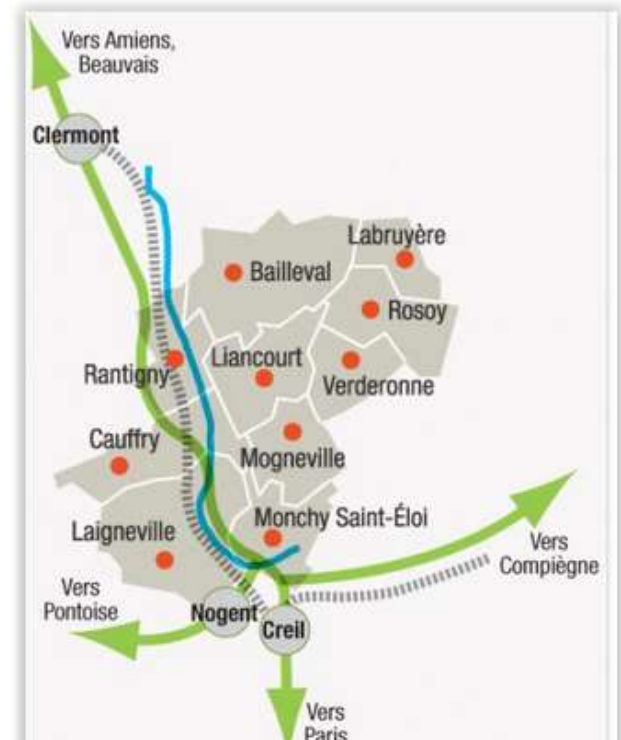 Vers Amiens,
Beauvais
Clermont
Labruyère
Bailleval
Rosoy
Liancourt
Rantigny
Verderonne
Cauffry
Mogneville
Monchy Saint-Éloi
Laigneville
Vers
Compiègne
Vers
Pontoise
Nogent
Creil
Vers
Paris